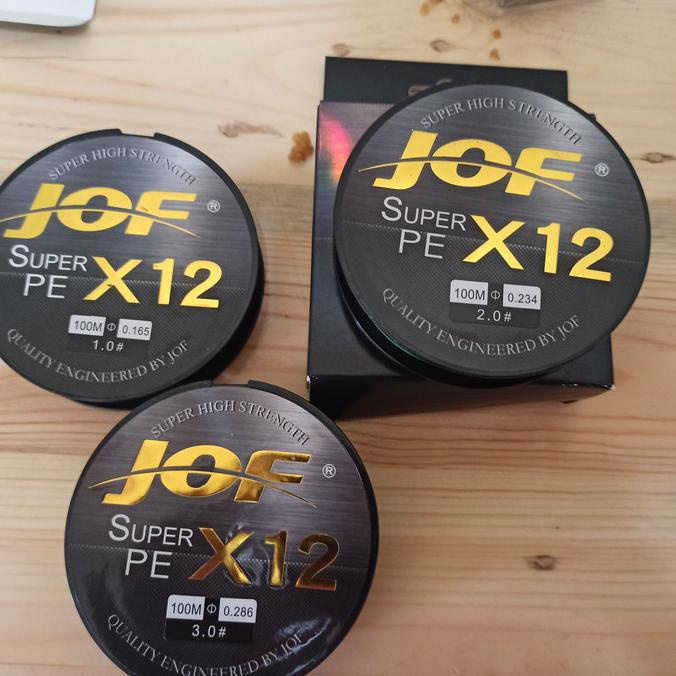 SUPER HIGH STRENGTH
JOF ®
SUPER
PE X12
100M Φ 0.165
1.0#
QUALITY ENGINEERED BY JOF
SUPER HIGH STRENGTH
JOF ®
SUPER
PE X12
100M Φ 0.234
2.0#
QUALITY ENGINEERED BY JOF
SUPER HIGH STRENGTH
JOF ®
SUPER
PE X12
100M Φ 0.286
3.0#
QUALITY ENGINEERED BY JOF